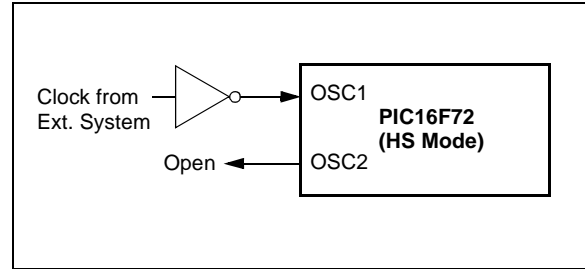 Clock from
Ext. System
OSC1
PIC16F72
(HS Mode)
Open
OSC2